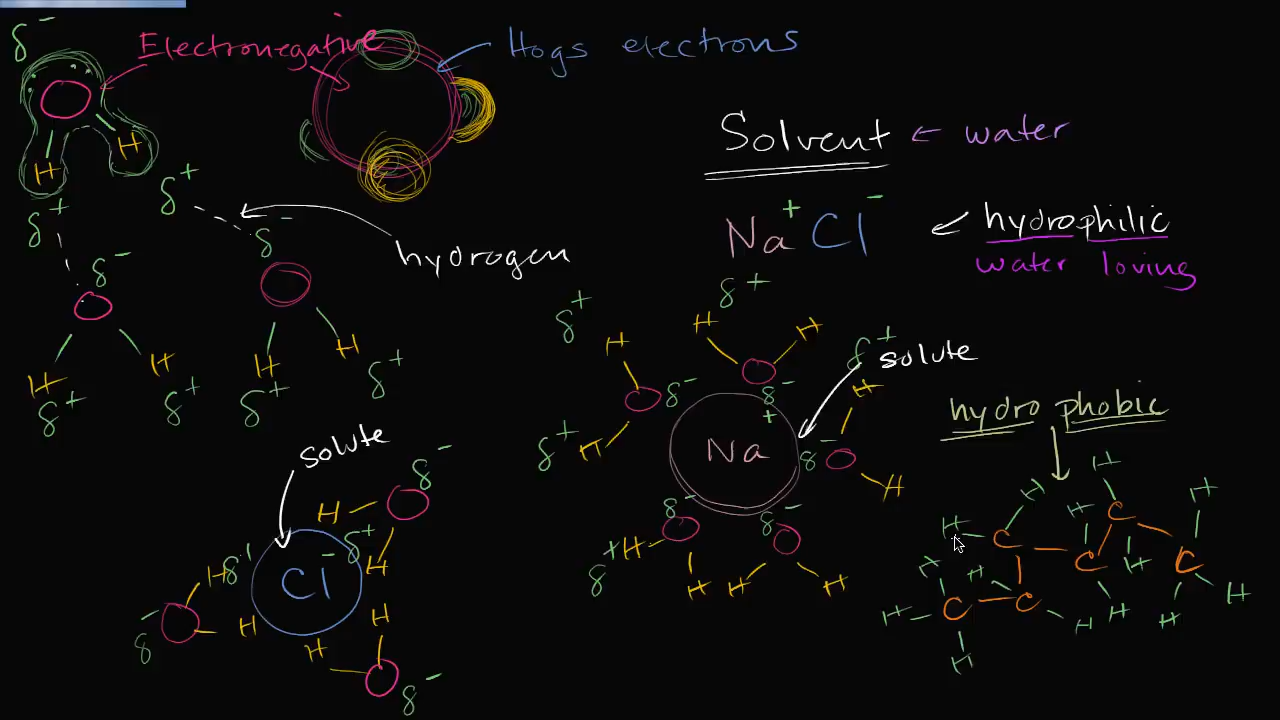 δ⁻
Electronegative
Hogs electrons
H H
δ⁺ δ⁺
Solvent ← water
Na⁺ Cl⁻
hydrophilic
water loving
δ⁻
hydrogen
δ⁻
H H H H
δ⁺ δ⁺ δ⁺ δ⁺
solute
δ⁻
H
Cl⁻
δ⁺
H
H δ⁺
δ⁻
H
H
H
δ⁻
δ⁺
δ⁺
H H
H
δ⁻
δ⁻
δ⁺
solute
H
+
Na
δ⁺
H
δ⁻
H
δ⁻
δ⁻
δ⁺
H
H H H
hydrophobic
H
H H H
H C
C
H H C C H
H C C H H
H H H
H